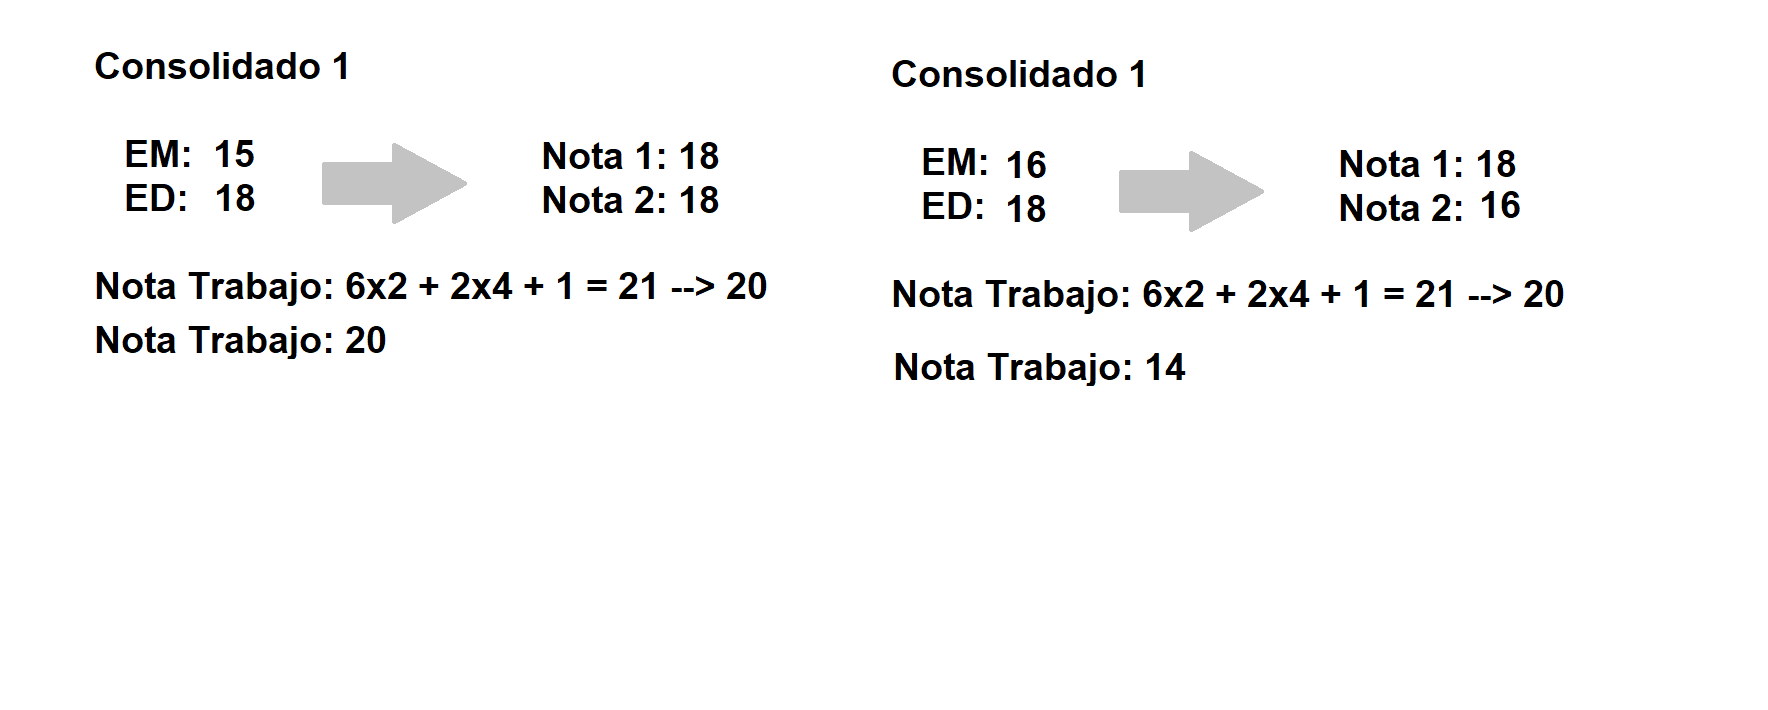 Consolidado 1
EM: 15
ED: 18
Nota 1: 18
Nota 2: 18
Nota Trabajo: 6x2 + 2x4 + 1 = 21 --> 20
Nota Trabajo: 20
Consolidado 1
EM: 16
ED: 18
Nota 1: 18
Nota 2: 16
Nota Trabajo: 6x2 + 2x4 + 1 = 21 --> 20
Nota Trabajo: 14